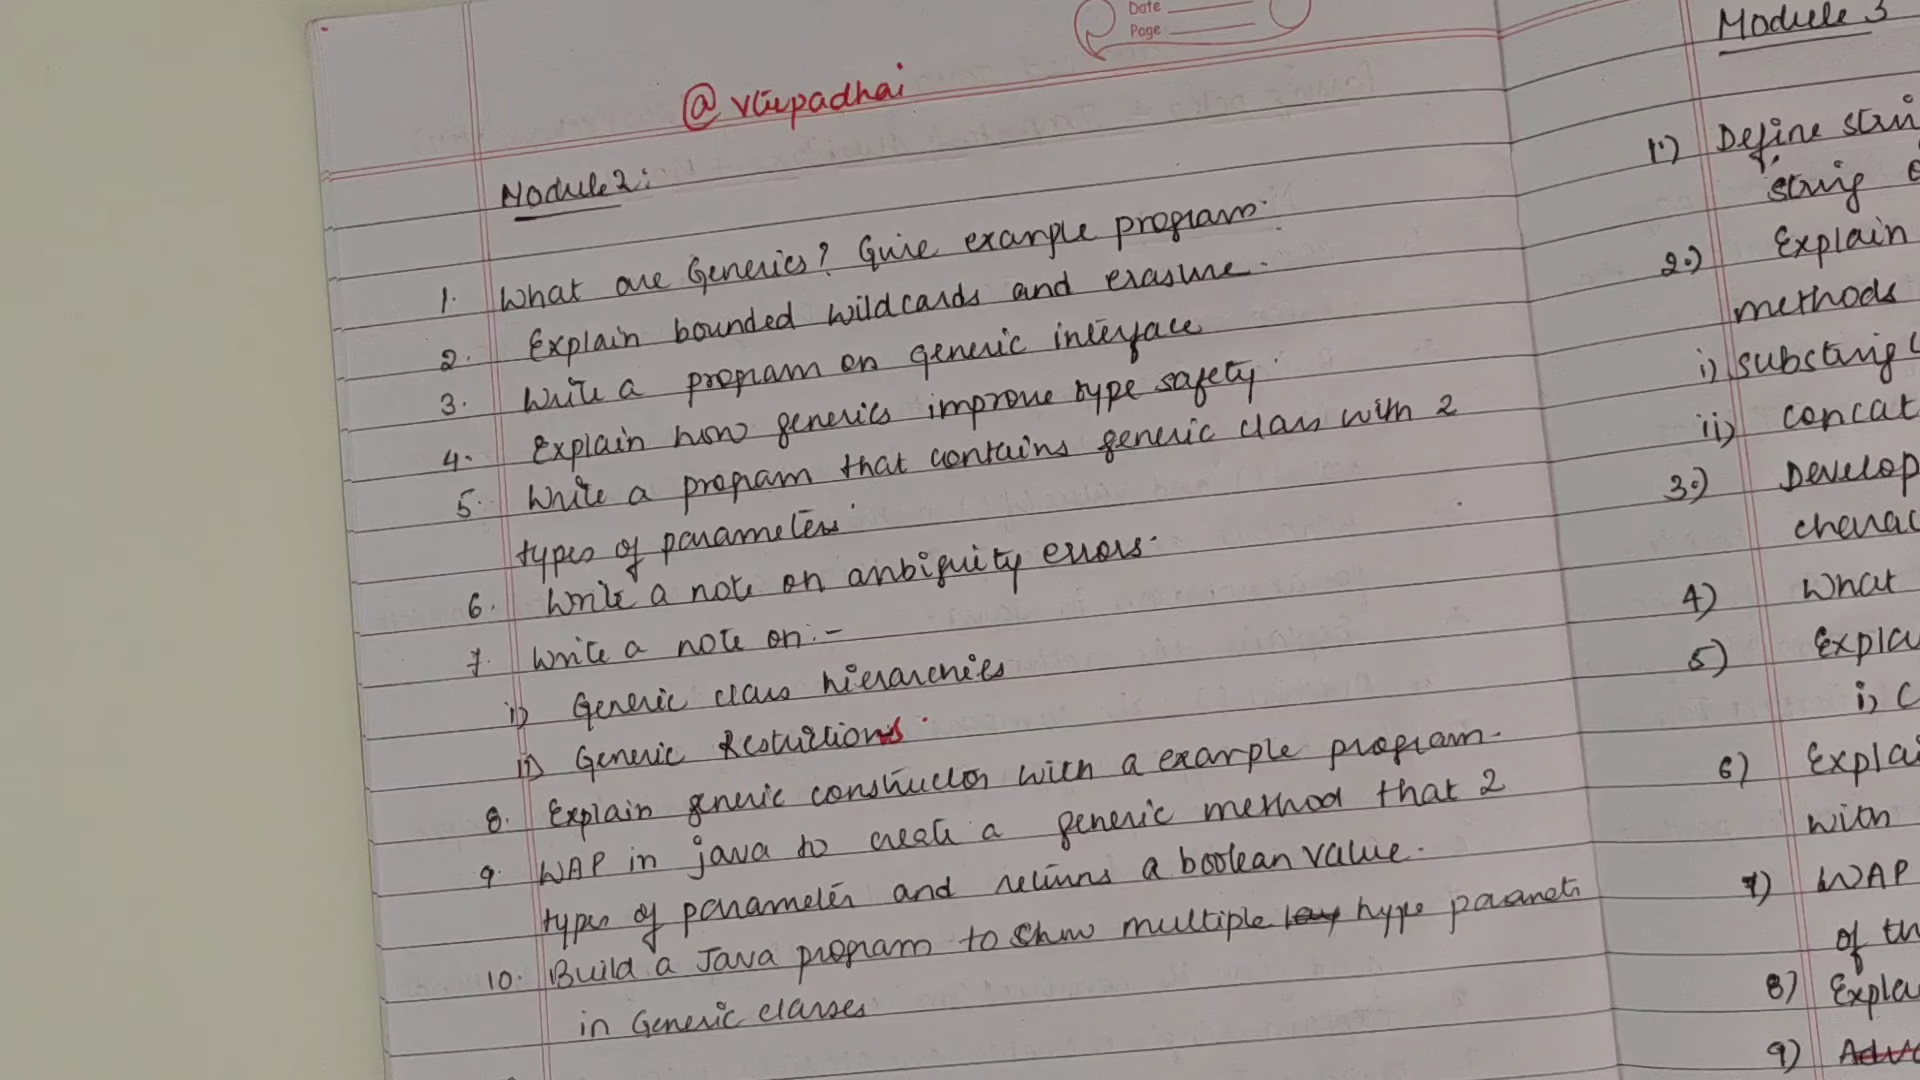 Date
Page
@vtupadhai
Module 2:
1. What are Generics? Give example program.
2. Explain bounded wildcards and erasure.
3. Write a program on generic interface
4. Explain how generics improve type safety
5. Write a program that contains generic class with 2
types of parameters.
6. Write a note on ambiguity errors.
7. Write a note on:-
i) Generic class hierarchies
ii) Generic Restrictions.
8. Explain generic constructor with a example program.
9. WAP in java to create a generic method that 2
types of parameter and returns a boolean value.
10. Build a Java program to show multiple type parameti
in Generic classes
Module 3
1.) Define stri
string
2.) Explain
methods
i) substring (
ii) concat
3.) Develop
charac
4) What
5) Expla
i) C
6) Explai
with
7) WAP
of th
8) Expla
9)